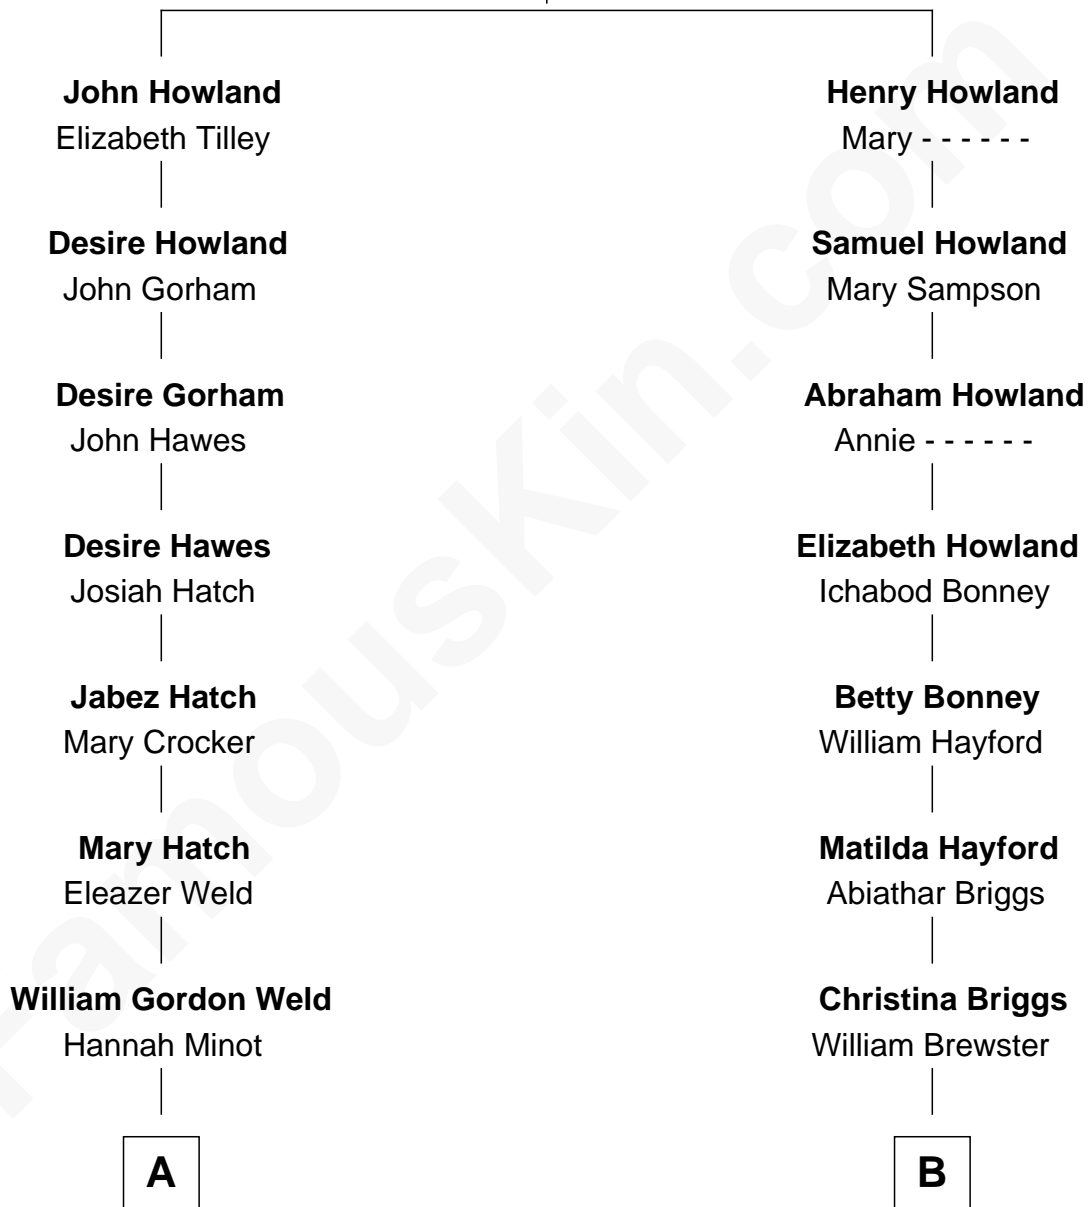 John Howland
Elizabeth Tilley
Desire Howland
John Gorham
Desire Gorham
John Hawes
Desire Hawes
Josiah Hatch
Jabez Hatch
Mary Crocker
Mary Hatch
Eleazer Weld
William Gordon Weld
Hannah Minot
A
Henry Howland
Mary - - - - - -
Samuel Howland
Mary Sampson
Abraham Howland
Annie - - - - - -
Elizabeth Howland
Ichabod Bonney
Betty Bonney
William Hayford
Matilda Hayford
Abiathar Briggs
Christina Briggs
William Brewster
B
FamousKin.com